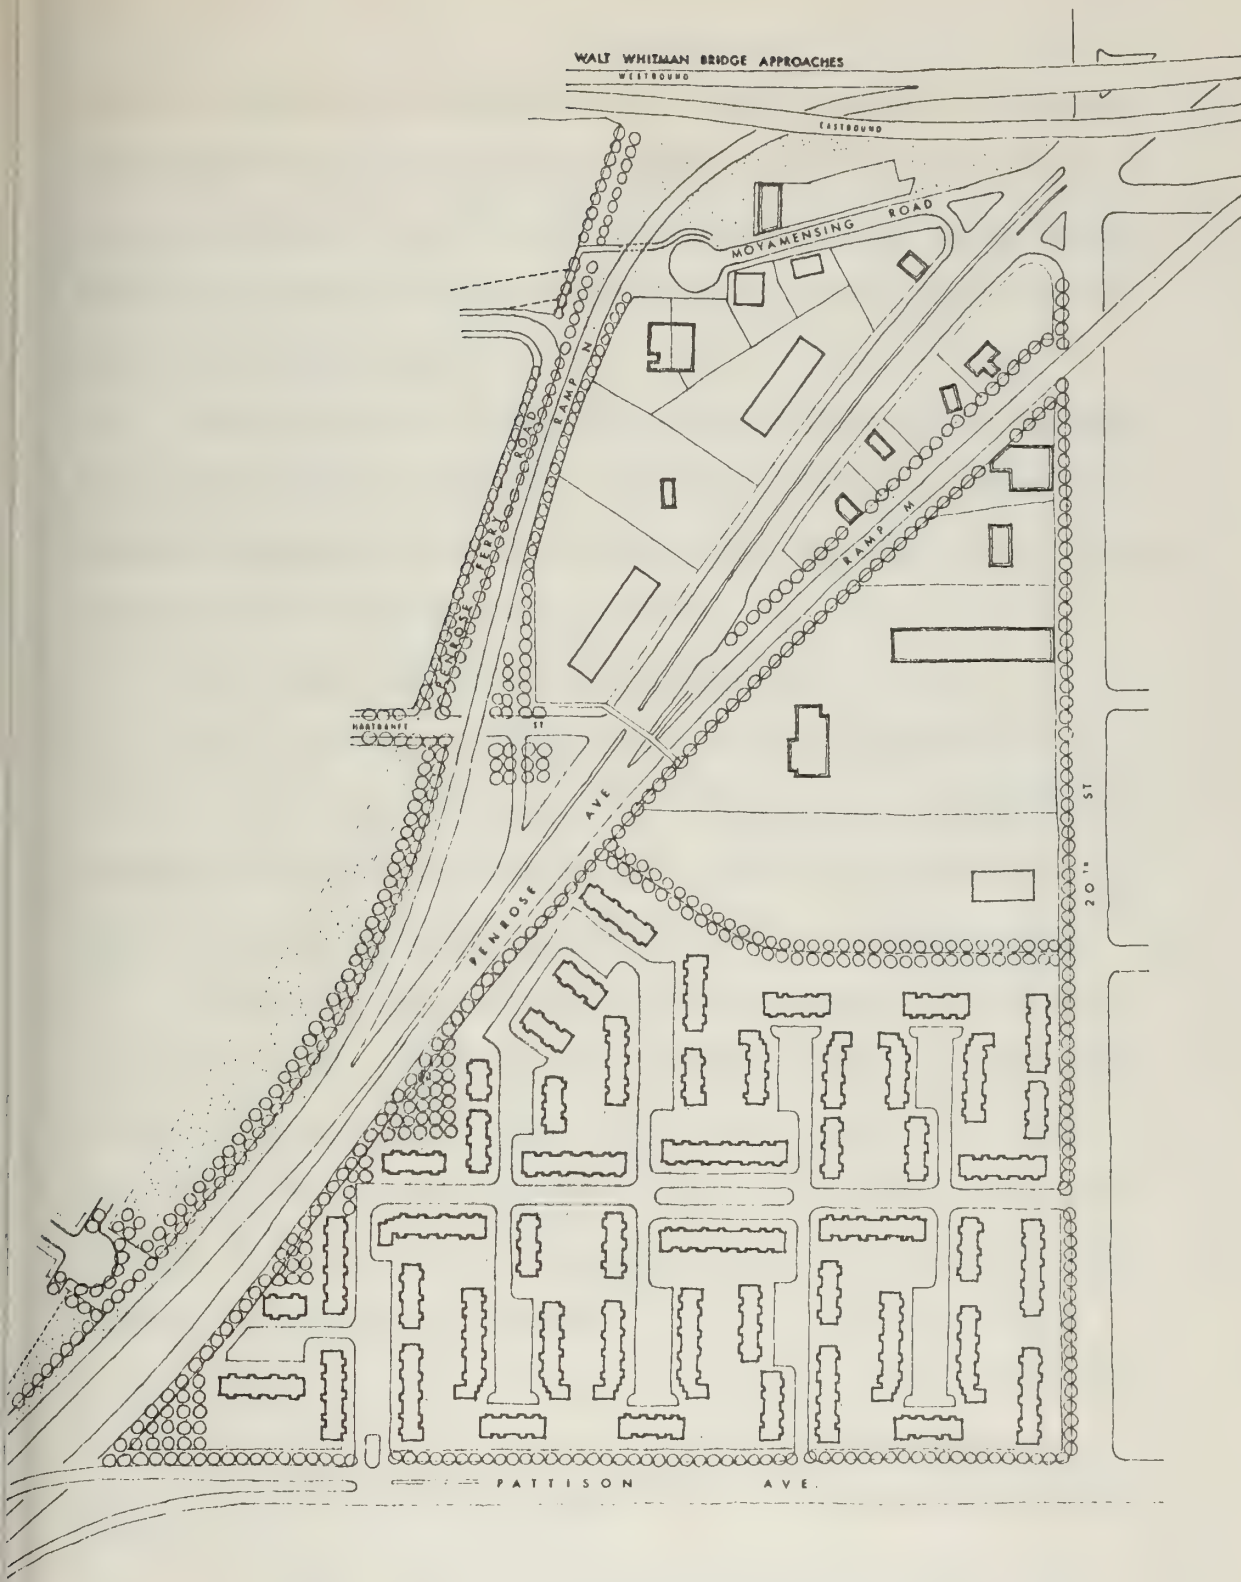 WALT WHITMAN BRIDGE APPROACHES
WESTBOUND
EASTBOUND
MOYAMENSING ROAD
RAMP N
PENROSE FERRY ROAD
RAMP M
HARTRANFT ST
PENROSE AVE
20TH ST
PATTISON AVE.